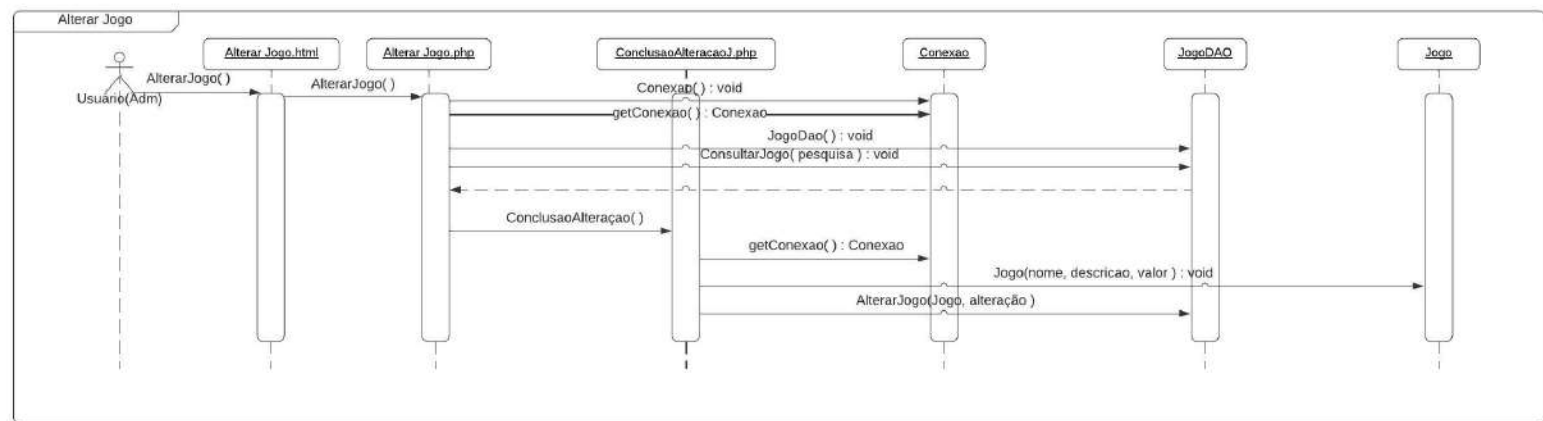 Alterar Jogo
Alterar Jogo.html
Alterar Jogo.php
ConclusaoAlteracaoJ.php
Conexao
JogoDAO
Jogo
Usuário(Adm)
AlterarJogo( )
AlterarJogo( )
Conexao( ) : void
getConexao( ) : Conexao
JogoDao( ) : void
ConsultarJogo( pesquisa ) : void
ConclusaoAlteraçao( )
getConexao( ) : Conexao
Jogo(nome, descricao, valor ) : void
AlterarJogo(Jogo, alteração )